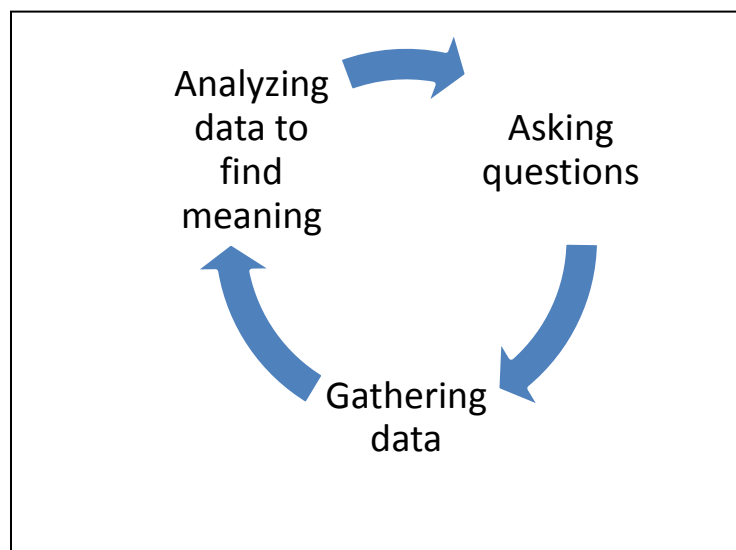 Analyzing
data to
find
meaning
Asking
questions
Gathering
data